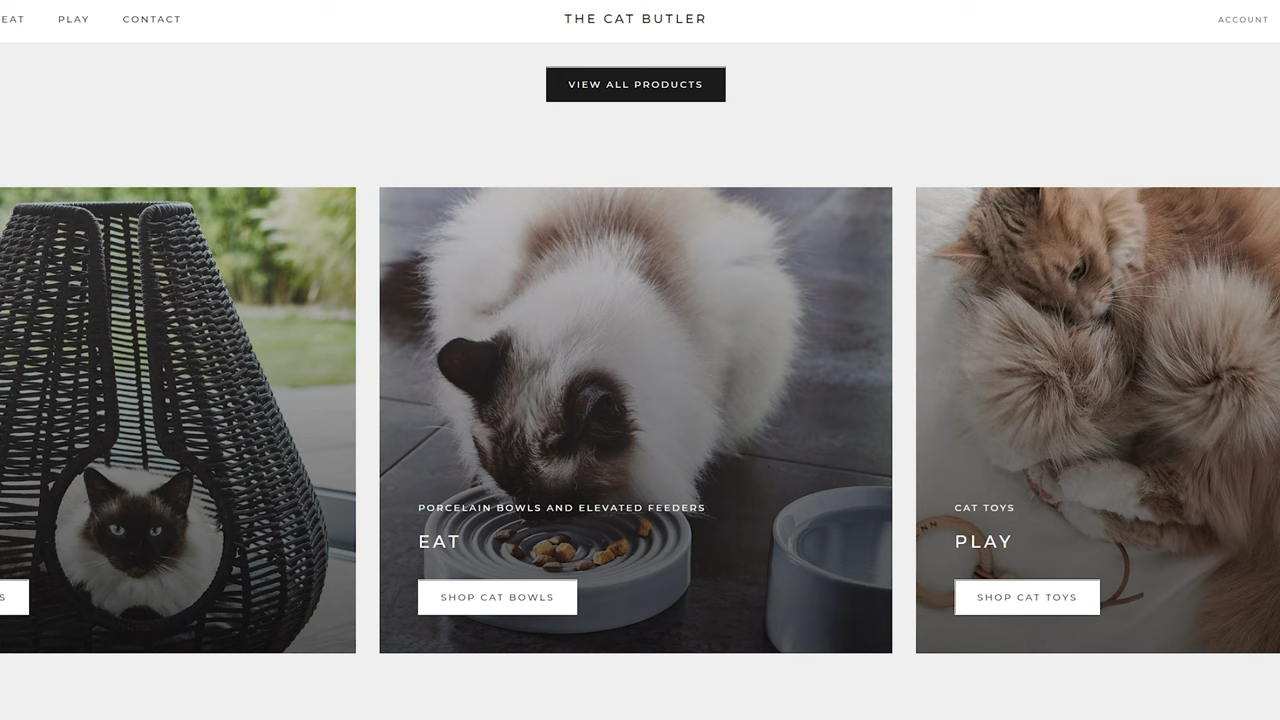 EAT PLAY CONTACT THE CAT BUTLER ACCOUNT
VIEW ALL PRODUCTS
PORCELAIN BOWLS AND ELEVATED FEEDERS
EAT
SHOP CAT BOWLS
CAT TOYS
PLAY
SHOP CAT TOYS